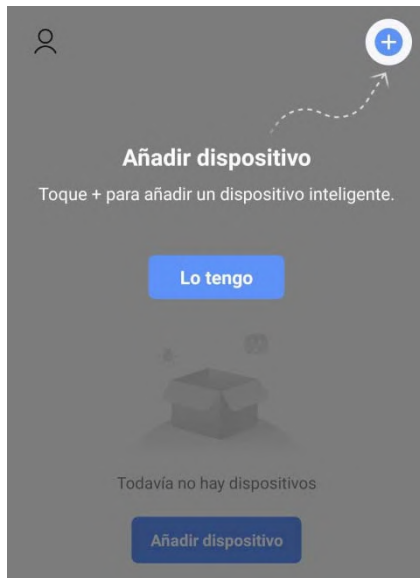 Añadir dispositivo
Toque + para añadir un dispositivo inteligente.
Lo tengo
Todavía no hay dispositivos
Añadir dispositivo